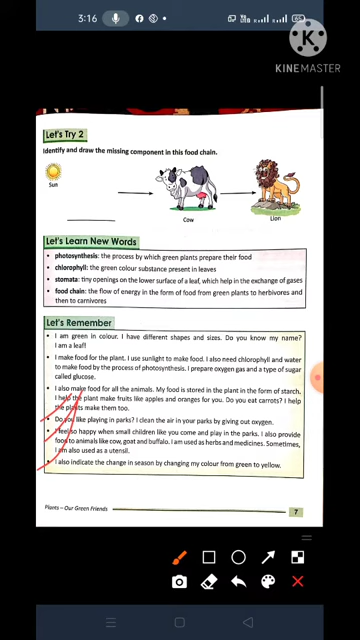 3:16
K
KINEMASTER
Let's Try 2
Identify and draw the missing component in this food chain.
Sun
Cow
Lion
Let's Learn New Words
• photosynthesis: the process by which green plants prepare their food
• chlorophyll: the green colour substance present in leaves
• stomata: tiny openings on the lower surface of a leaf, which help in the exchange of gases
• food chain: the flow of energy in the form of food from green plants to herbivores and
then to carnivores
Let's Remember
• I am green in colour. I have different shapes and sizes. Do you know my name?
I am a leaf!
• I make food for the plant. I use sunlight to make food. I also need chlorophyll and water
to make food by the process of photosynthesis. I prepare oxygen gas and a type of sugar
called glucose.
• I also make food for all the animals. My food is stored in the plant in the form of starch.
I help the plant make fruits like apples and oranges for you. Do you eat carrots? I help
the plants make them too.
• Do you like playing in parks? I clean the air in your parks by giving out oxygen.
• I feel so happy when small children like you come and play in the parks. I also provide
food to animals like cow, goat and buffalo. I am used as herbs and medicines. Sometimes,
I am also used as a utensil.
• I also indicate the change in season by changing my colour from green to yellow.
Plants – Our Green Friends
7